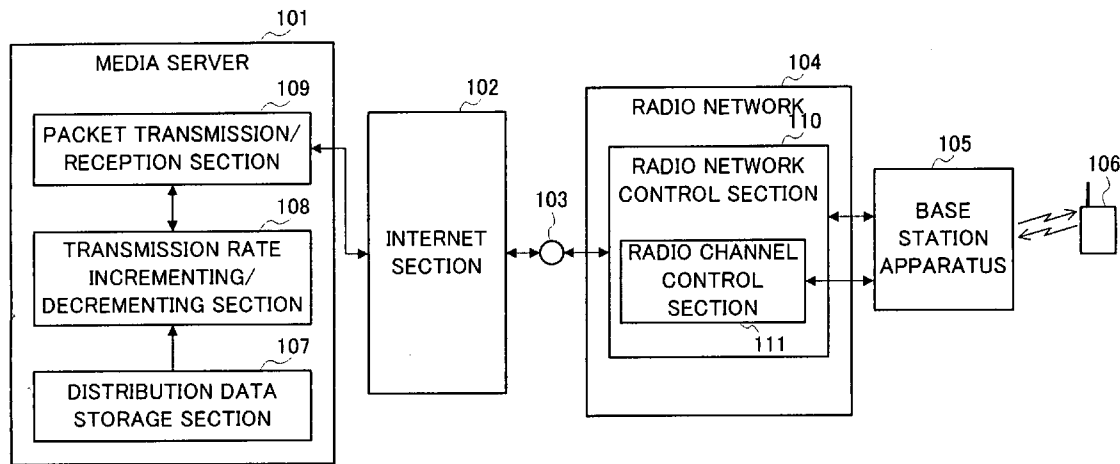 101
MEDIA SERVER
109
PACKET TRANSMISSION/
RECEPTION SECTION
108
TRANSMISSION RATE
INCREMENTING/
DECREMENTING SECTION
107
DISTRIBUTION DATA
STORAGE SECTION
102
INTERNET
SECTION
103
104
RADIO NETWORK
110
RADIO NETWORK
CONTROL SECTION
RADIO CHANNEL
CONTROL
SECTION
111
105
BASE
STATION
APPARATUS
106